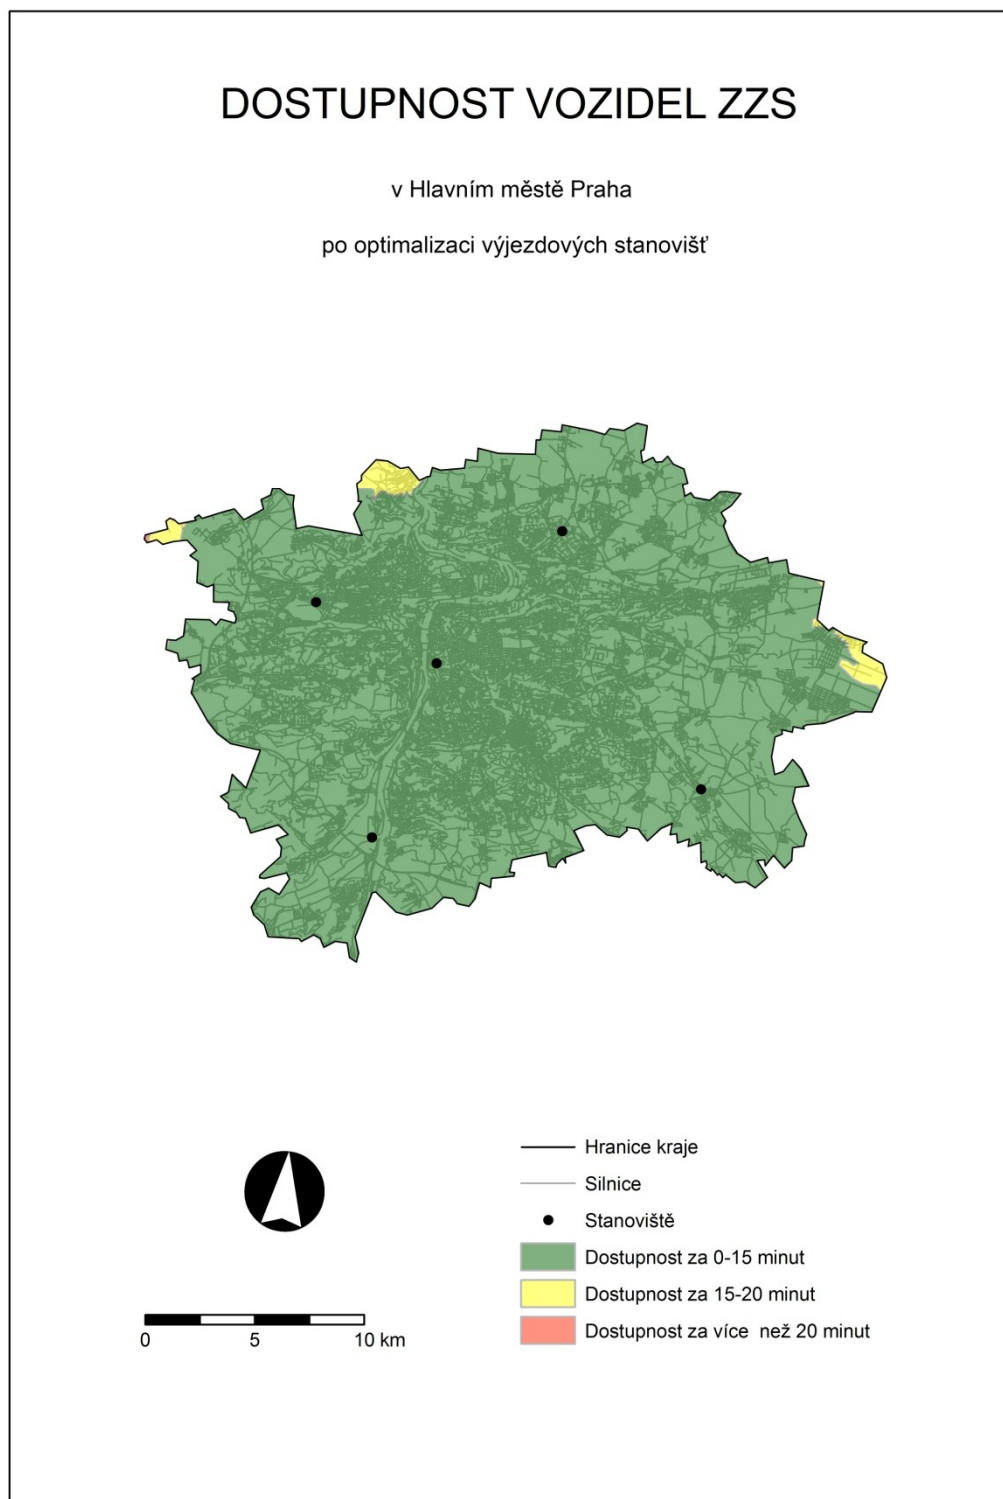 DOSTUPNOST VOZIDEL ZZS
v Hlavním městě Praha
po optimalizaci výjezdových stanovišť
Hranice kraje
Silnice
Stanoviště
Dostupnost za 0-15 minut
Dostupnost za 15-20 minut
Dostupnost za více  než 20 minut
0 5 10 km